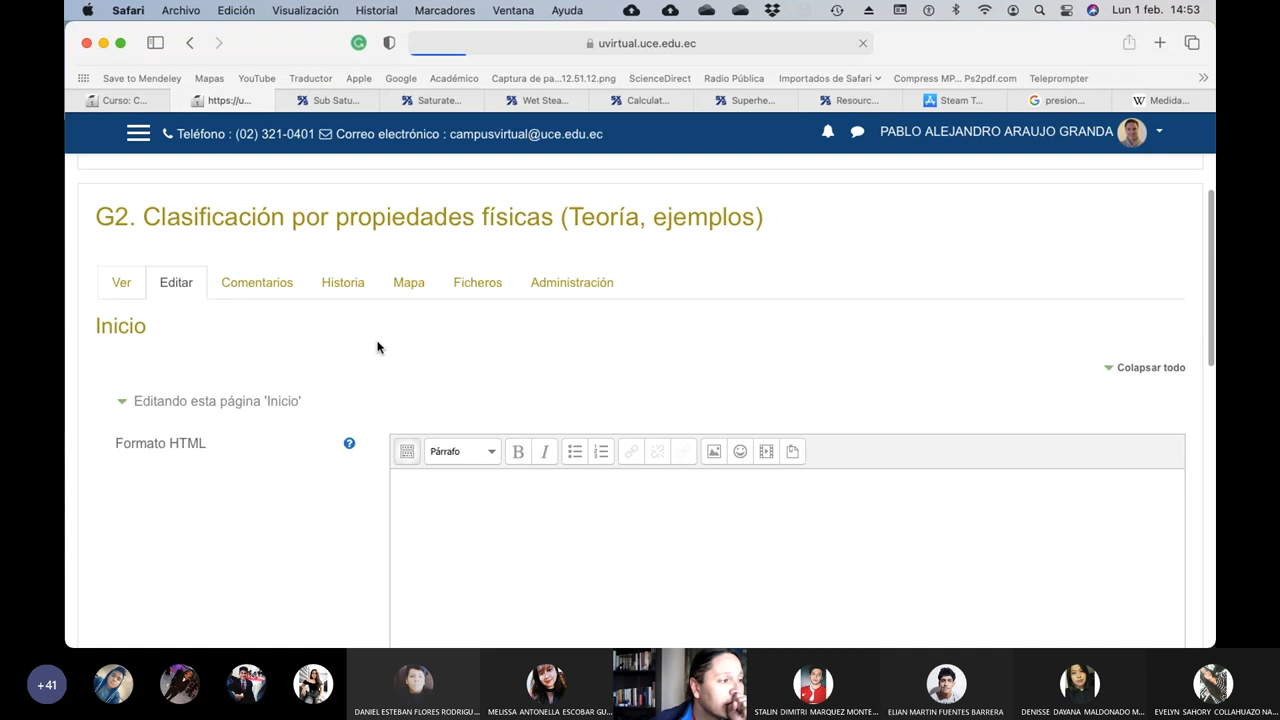 Safari Archivo Edición Visualización Historial Marcadores Ventana Ayuda Lun 1 feb. 14:53
uvirtual.uce.edu.ec
Save to Mendeley Mapas YouTube Traductor Apple Google Académico Captura de pa...12.51.12.png ScienceDirect Radio Pública Importados de Safari Compress MP... Ps2pdf.com Teleprompter
Curso: C... https://u... Sub Satu... Saturate... Wet Stea... Calculat... Superhe... Resourc... Steam T... presion... Medida...
Teléfono : (02) 321-0401 Correo electrónico : campusvirtual@uce.edu.ec PABLO ALEJANDRO ARAUJO GRANDA
G2. Clasificación por propiedades físicas (Teoría, ejemplos)
Ver Editar Comentarios Historia Mapa Ficheros Administración
Inicio
Colapsar todo
Editando esta página 'Inicio'
Formato HTML
Párrafo B I
+41
DANIEL ESTEBAN FLORES RODRIGU... MELISSA ANTONELLA ESCOBAR GU... STALIN DIMITRI MARQUEZ MONTE... ELIAN MARTIN FUENTES BARRERA DENISSE DAYANA MALDONADO M... EVELYN SAHORY COLLAHUAZO NA...